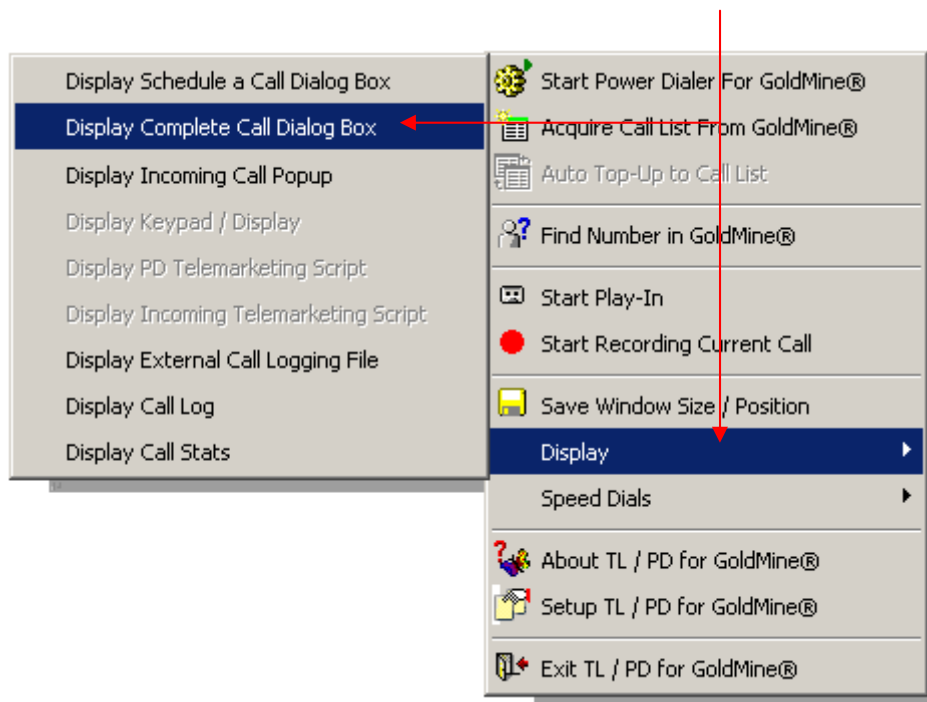 Display Schedule a Call Dialog Box
Display Complete Call Dialog Box
Display Incoming Call Popup
Display Keypad / Display
Display PD Telemarketing Script
Display Incoming Telemarketing Script
Display External Call Logging File
Display Call Log
Display Call Stats
Start Power Dialer For GoldMine®
Acquire Call List From GoldMine®
Auto Top-Up to Call List
Find Number in GoldMine®
Start Play-In
Start Recording Current Call
Save Window Size / Position
Display
Speed Dials
About TL / PD for GoldMine®
Setup TL / PD for GoldMine®
Exit TL / PD for GoldMine®